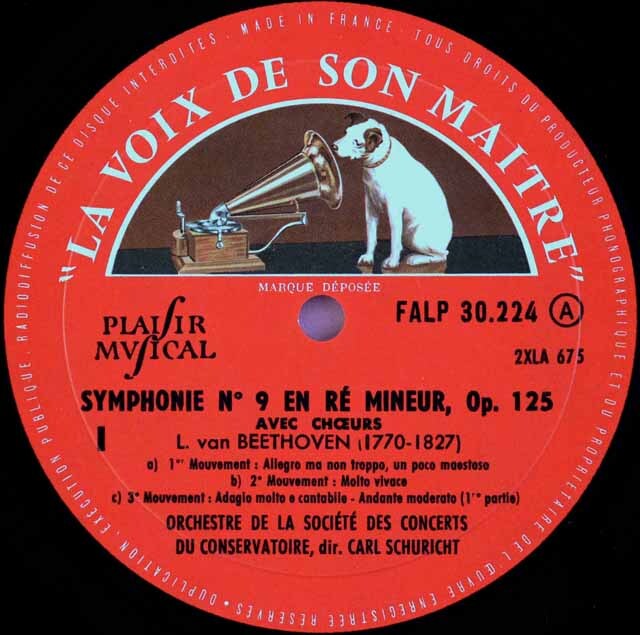 DUPLICATION, EXÉCUTION PUBLIQUE, RADIODIFFUSION DE CE DISQUE INTERDITES. MADE IN FRANCE. TOUS DROITS DU PRODUCTEUR PHONOGRAPHIQUE ET DU PROPRIÉTAIRE DE L'ŒUVRE ENREGISTRÉE RÉSERVÉS
"LA VOIX DE SON MAITRE"
MARQUE DÉPOSÉE
PLAISIR
MUSICAL
FALP 30.224 A
2XLA 675
SYMPHONIE N° 9 EN RÉ MINEUR, Op. 125
AVEC CHŒURS
I
L. van BEETHOVEN (1770-1827)
a) 1er Mouvement : Allegro ma non troppo, un poco maestoso
b) 2e Mouvement : Molto vivace
c) 3e Mouvement : Adagio molto e cantabile - Andante moderato (1re partie)
ORCHESTRE DE LA SOCIÉTÉ DES CONCERTS
DU CONSERVATOIRE, dir. CARL SCHURICHT